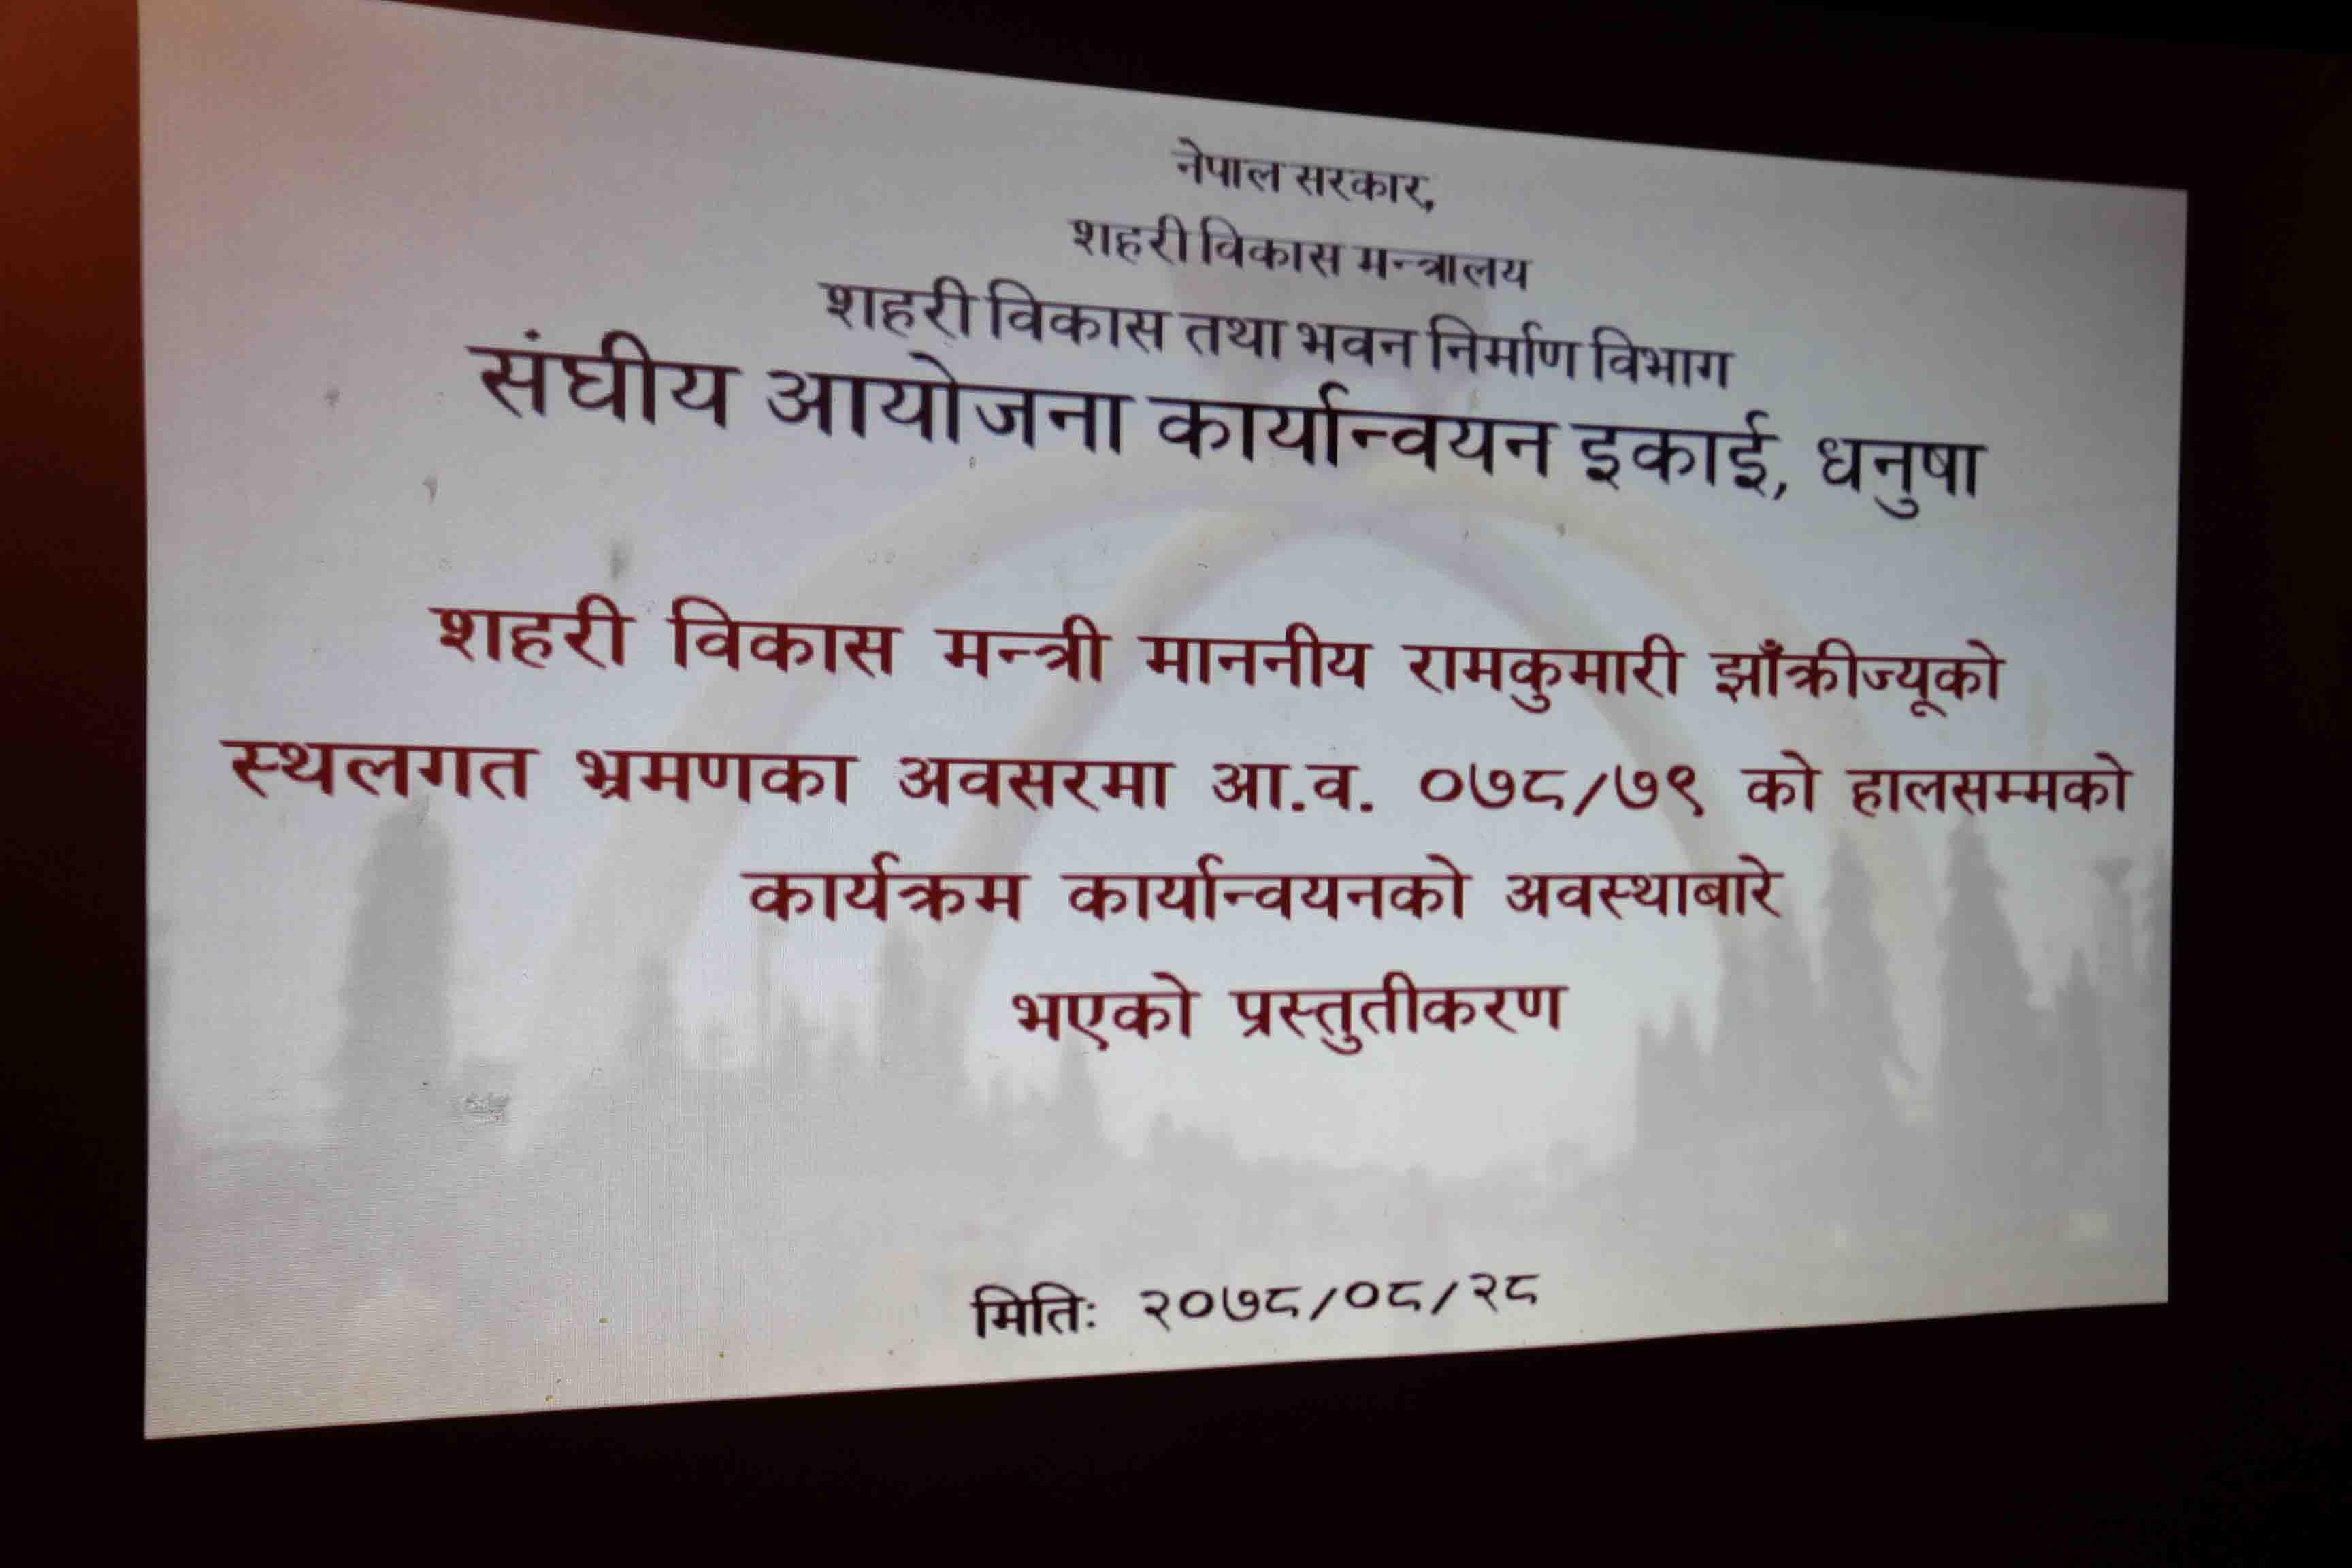 नेपाल सरकार,
शहरी विकास मन्त्रालय
शहरी विकास तथा भवन निर्माण विभाग
संघीय आयोजना कार्यान्वयन इकाई, धनुषा
शहरी विकास मन्त्री माननीय रामकुमारी झाँक्रीज्यूको
स्थलगत भ्रमणका अवसरमा आ.व. ०७८/७९ को हालसम्मको
कार्यक्रम कार्यान्वयनको अवस्थाबारे
भएको प्रस्तुतीकरण
मितिः २०७८/०८/२८